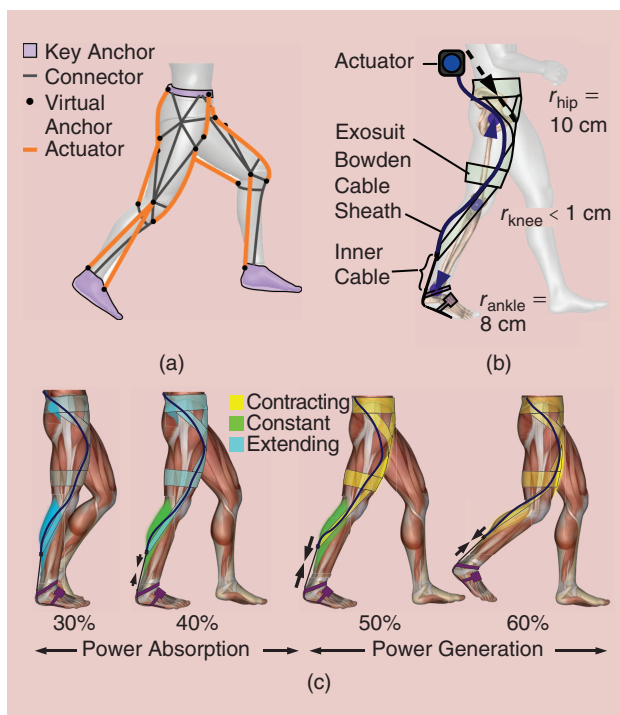 Key Anchor
Connector
Virtual
Anchor
Actuator
(a)
Actuator
Exosuit
Bowden
Cable
Sheath
Inner
Cable
r_hip =
10 cm
r_knee < 1 cm
r_ankle =
8 cm
(b)
Contracting
Constant
Extending
30%
40%
50%
60%
Power Absorption
Power Generation
(c)